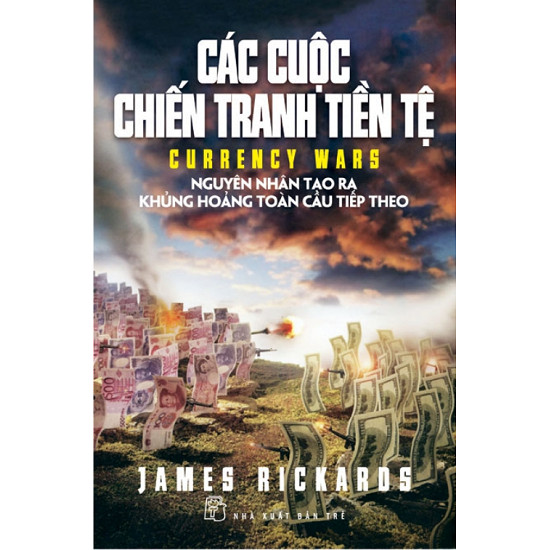 CÁC CUỘC
CHIẾN TRANH TIỀN TỆ
CURRENCY WARS
NGUYÊN NHÂN TẠO RA
KHỦNG HOẢNG TOÀN CẦU TIẾP THEO
JAMES RICKARDS
NHÀ XUẤT BẢN TRẺ